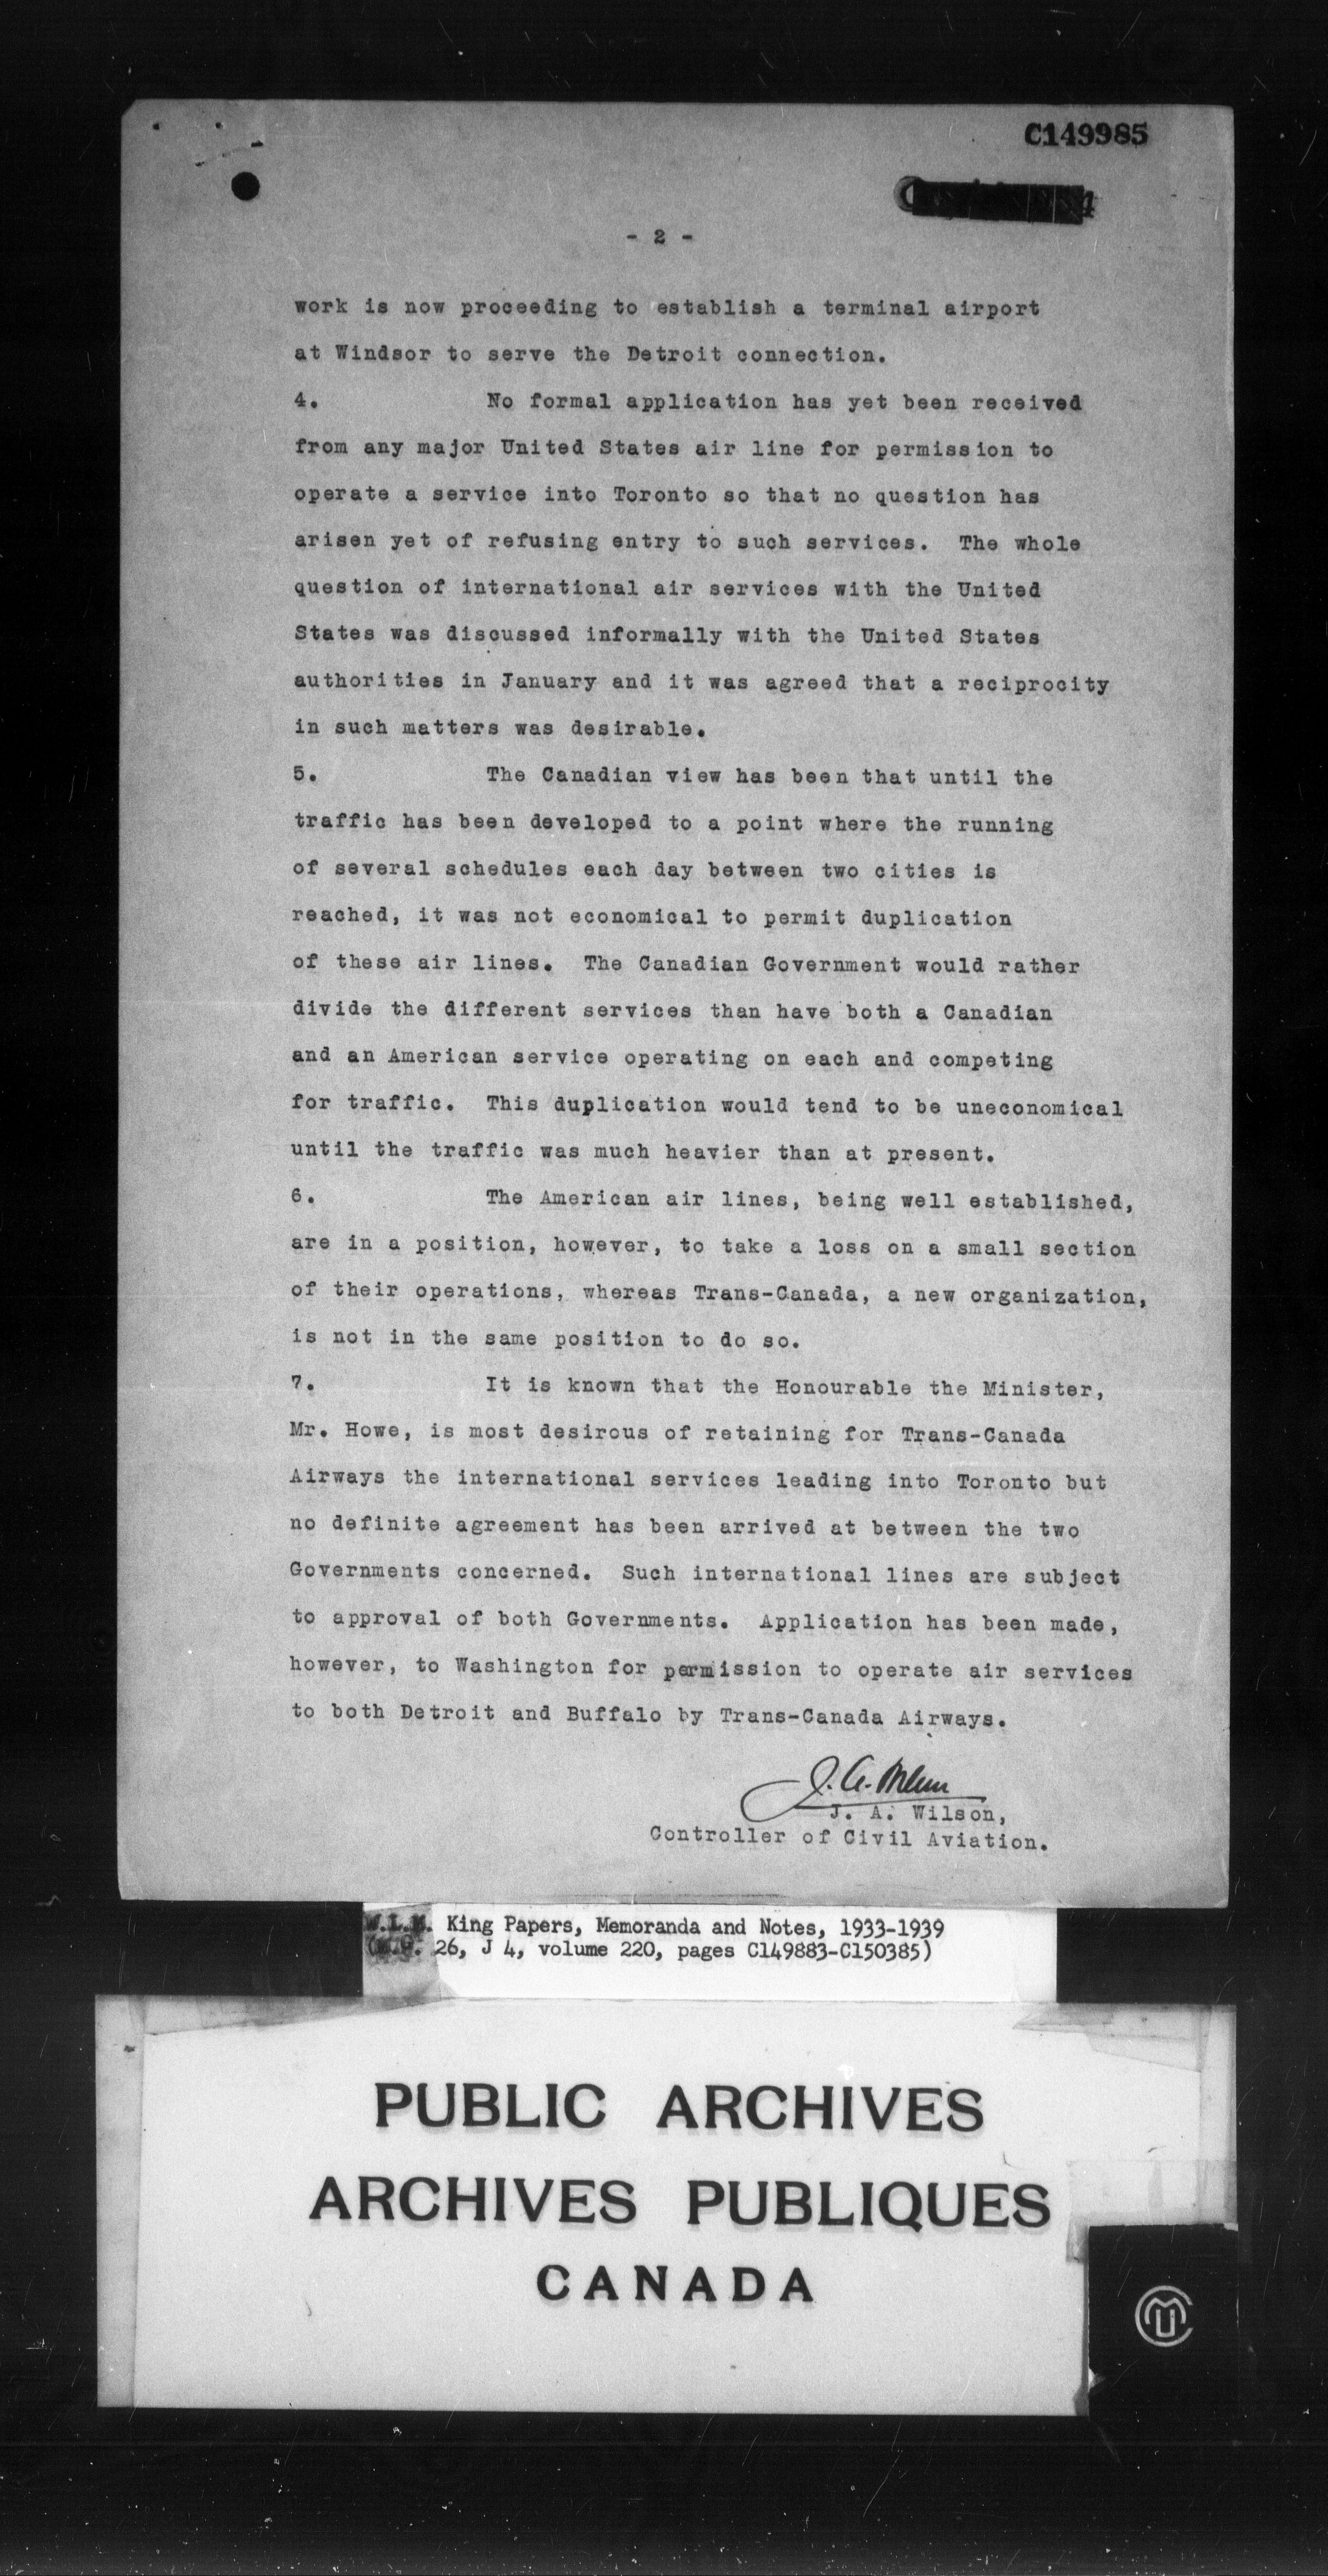 C149985
- 2 -
work is now proceeding to establish a terminal airport
at Windsor to serve the Detroit connection.
4. No formal application has yet been received
from any major United States air line for permission to
operate a service into Toronto so that no question has
arisen yet of refusing entry to such services. The whole
question of international air services with the United
States was discussed informally with the United States
authorities in January and it was agreed that a reciprocity
in such matters was desirable.
5. The Canadian view has been that until the
traffic has been developed to a point where the running
of several schedules each day between two cities is
reached, it was not economical to permit duplication
of these air lines. The Canadian Government would rather
divide the different services than have both a Canadian
and an American service operating on each and competing
for traffic. This duplication would tend to be uneconomical
until the traffic was much heavier than at present.
6. The American air lines, being well established,
are in a position, however, to take a loss on a small section
of their operations, whereas Trans-Canada, a new organization,
is not in the same position to do so.
7. It is known that the Honourable the Minister,
Mr. Howe, is most desirous of retaining for Trans-Canada
Airways the international services leading into Toronto but
no definite agreement has been arrived at between the two
Governments concerned. Such international lines are subject
to approval of both Governments. Application has been made,
however, to Washington for permission to operate air services
to both Detroit and Buffalo by Trans-Canada Airways.
J. A. Wilson
J. A. Wilson,
Controller of Civil Aviation.
W.L.M. King Papers, Memoranda and Notes, 1933-1939
(M.G. 26, J 4, volume 220, pages C149883-C150385)
PUBLIC ARCHIVES
ARCHIVES PUBLIQUES
CANADA